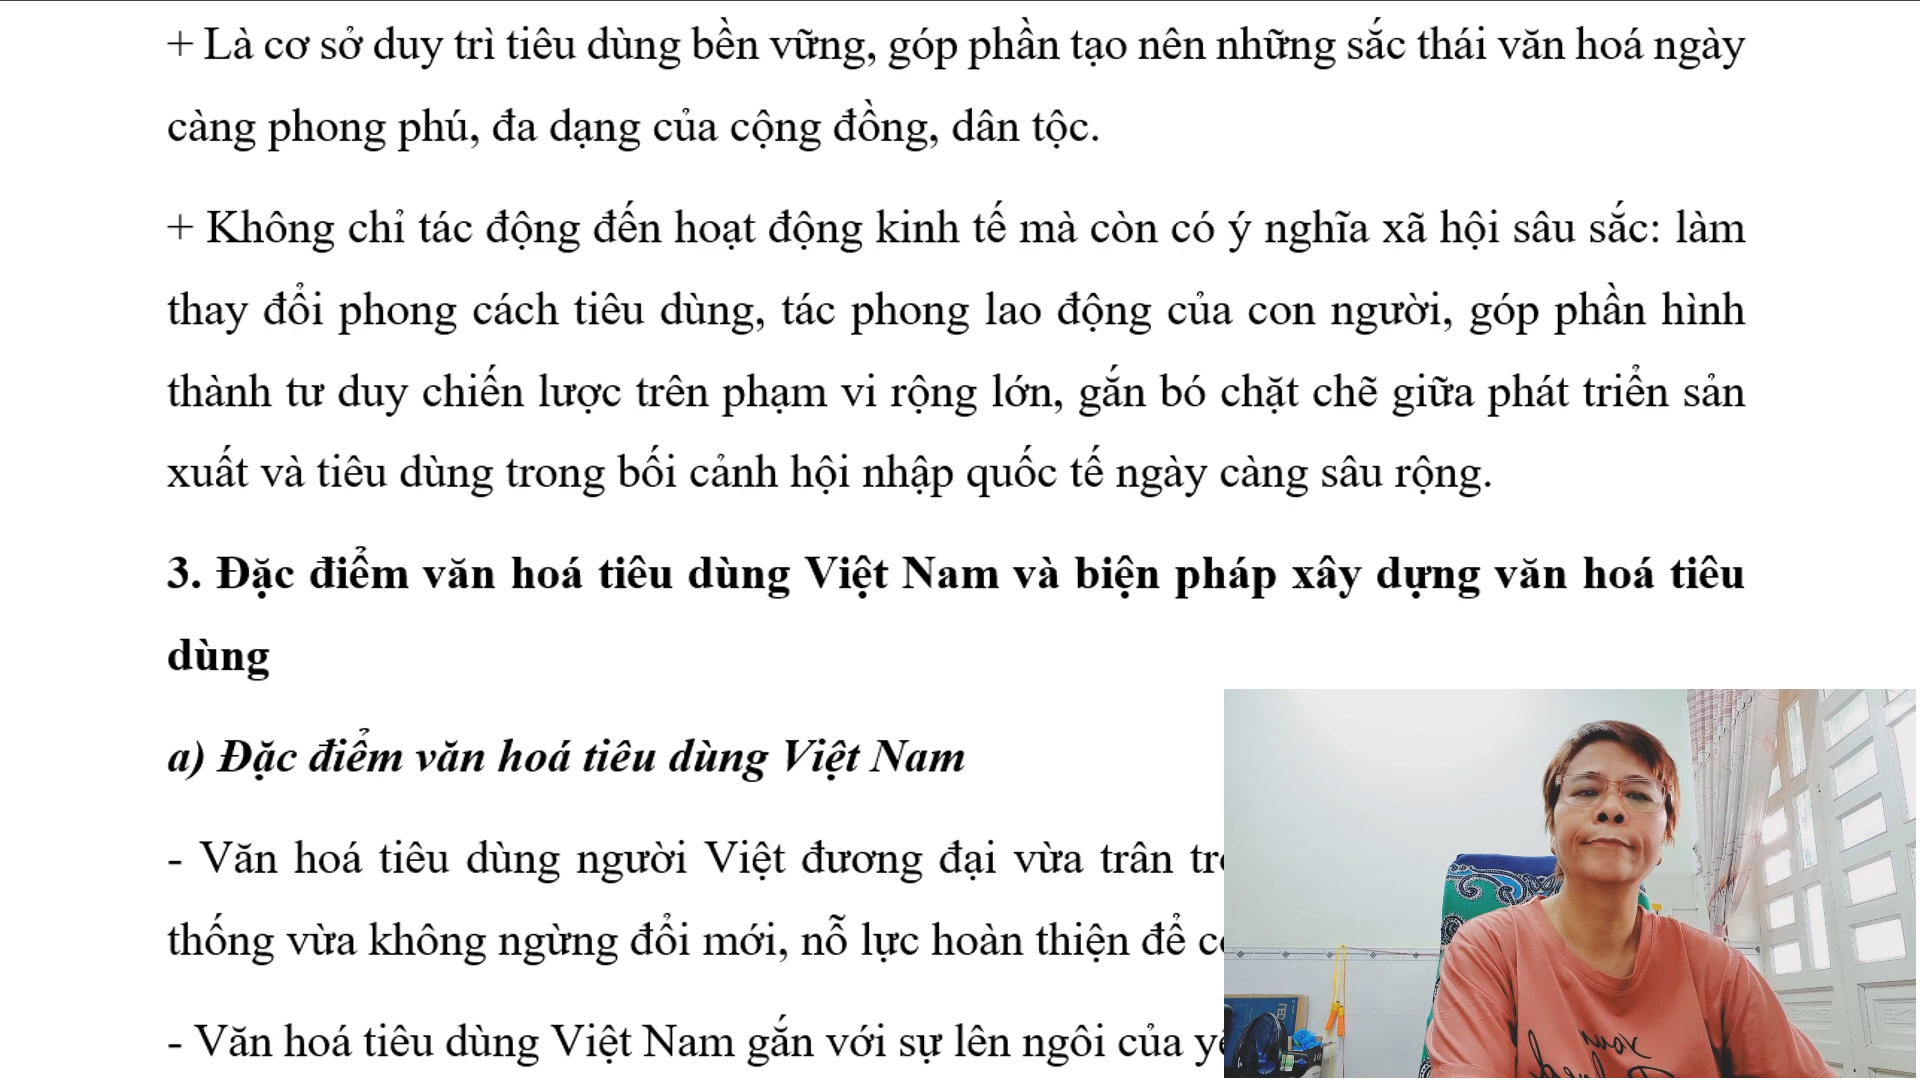 + Là cơ sở duy trì tiêu dùng bền vững, góp phần tạo nên những sắc thái văn hoá ngày
càng phong phú, đa dạng của cộng đồng, dân tộc.
+ Không chỉ tác động đến hoạt động kinh tế mà còn có ý nghĩa xã hội sâu sắc: làm
thay đổi phong cách tiêu dùng, tác phong lao động của con người, góp phần hình
thành tư duy chiến lược trên phạm vi rộng lớn, gắn bó chặt chẽ giữa phát triển sản
xuất và tiêu dùng trong bối cảnh hội nhập quốc tế ngày càng sâu rộng.
3. Đặc điểm văn hoá tiêu dùng Việt Nam và biện pháp xây dựng văn hoá tiêu
dùng
a) Đặc điểm văn hoá tiêu dùng Việt Nam
- Văn hoá tiêu dùng người Việt đương đại vừa trân
thống vừa không ngừng đổi mới, nỗ lực hoàn thiện để
- Văn hoá tiêu dùng Việt Nam gắn với sự lên ngôi của